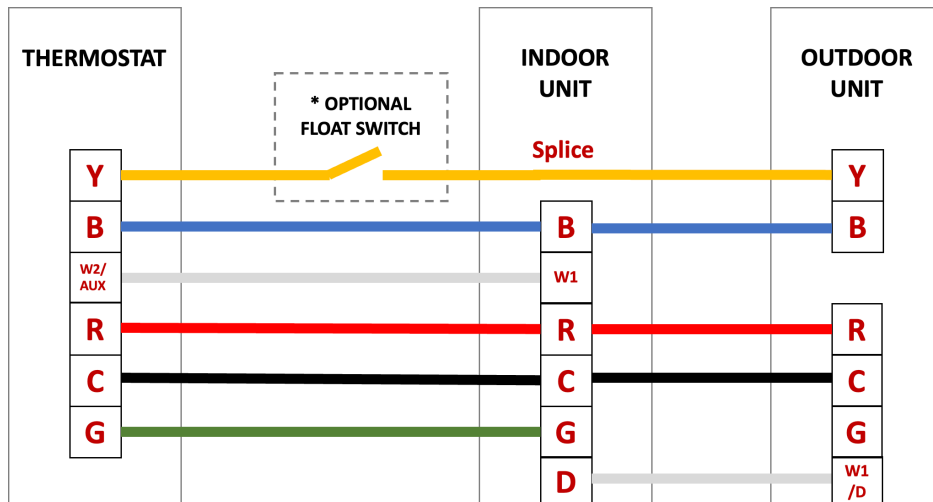 THERMOSTAT
* OPTIONAL
FLOAT SWITCH
INDOOR
UNIT
OUTDOOR
UNIT
Splice
Y
Y
B
B
B
W2/
AUX
W1
R
R
R
C
C
C
G
G
G
D
W1
/D